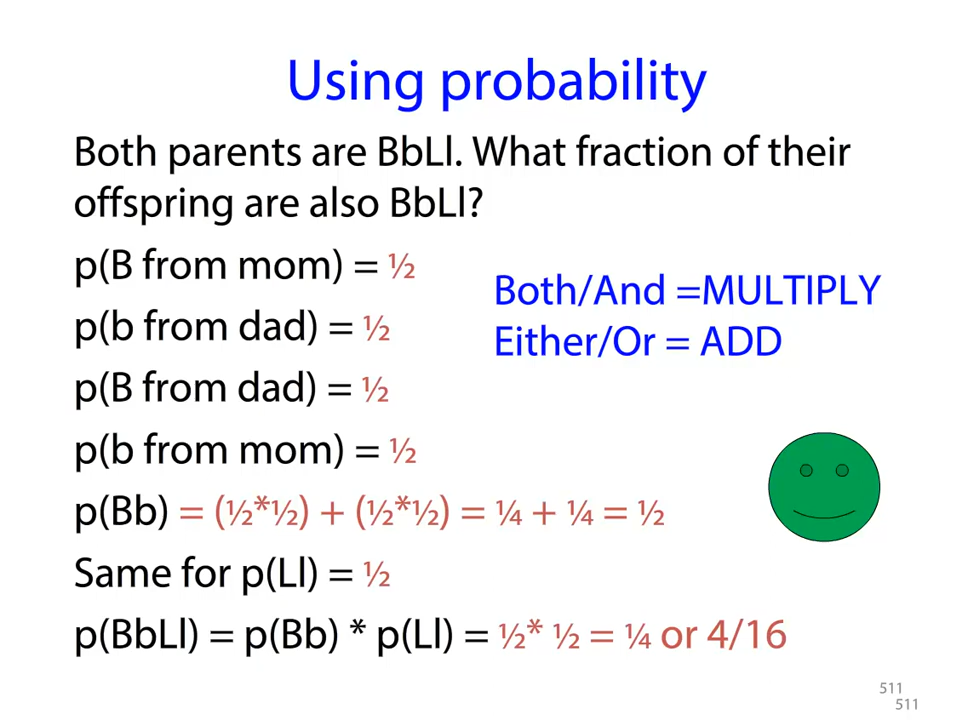 Using probability
Both parents are BbLl. What fraction of their
offspring are also BbLl?
p(B from mom) = ½
p(b from dad) = ½
p(B from dad) = ½
p(b from mom) = ½
Both/And =MULTIPLY
Either/Or = ADD
p(Bb) = (½*½) + (½*½) = ¼ + ¼ = ½
Same for p(Ll) = ½
p(BbLl) = p(Bb) * p(Ll) = ½* ½ = ¼ or 4/16
511
511